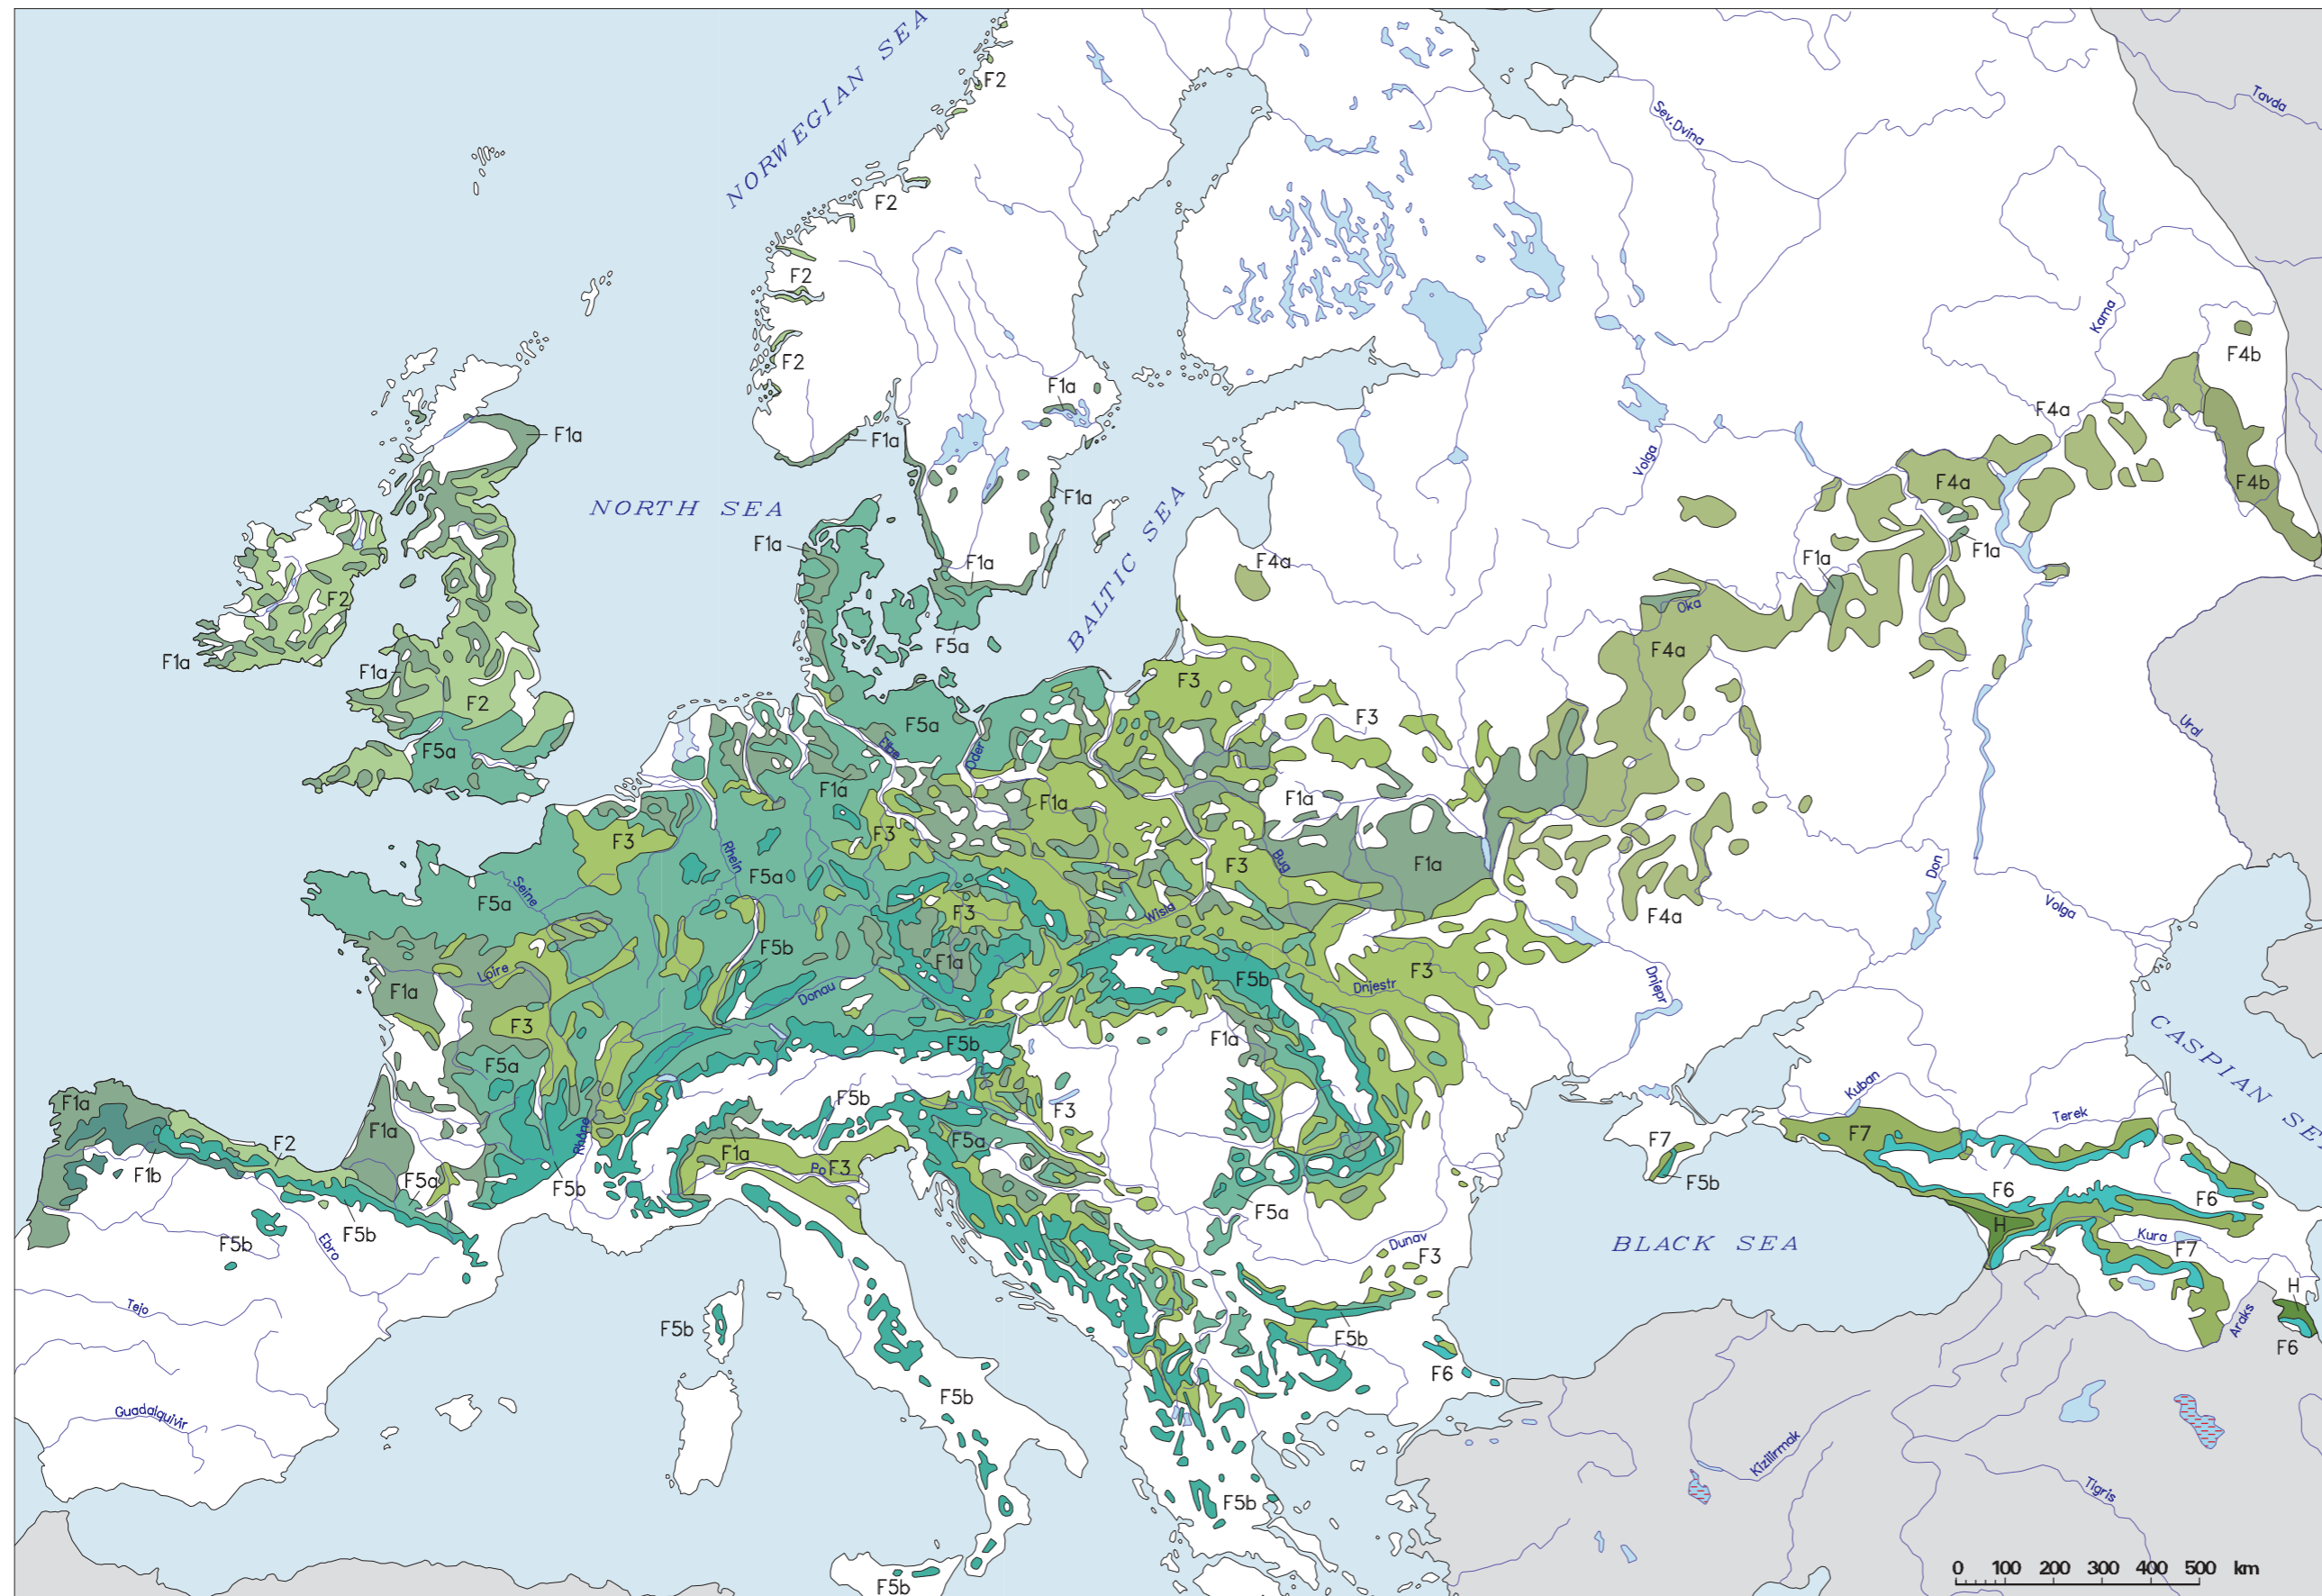 NORWEGIAN SEA
F2
Sev.Dvina
Tavda
F2
F2
Kama
F2
F4b
F1a
F4a
F1a
F1a
Volga
F4a
F4b
NORTH SEA
F1a
F1a
BALTIC SEA
F1a
F4a
F1a
F1a
F2
Oka
F1a
F5a
F4a
F1a
F2
F3
F3
Ural
F5a
F5a
Elbe
Oder
F1a
F1a
F1a
F3
F3
Rhein
F5a
Bug
F3
F1a
Don
Seine
F5a
F3
Wisla
F4a
Volga
F5b
F1a
Loire
F1a
Donau
F5b
Dnjestr
F3
Dnjepr
F3
F5b
F1a
CASPIAN SE
F5a
F1a
F5b
F3
Kuban
Terek
F1a
Rhône
F5a
F7
F7
F2
F1b
F1a
Po
F3
F5a
F5b
F5b
F5b
F6
F6
F5a
F5b
F5b
Ebro
Dunav
F3
BLACK SEA
H
Kura
F7
Tejo
H
F5b
F5b
F6
Araks
F6
F5b
Guadalquivir
Kizilirmak
Tigris
F5b
F5b
0 100 200 300 400 500 km